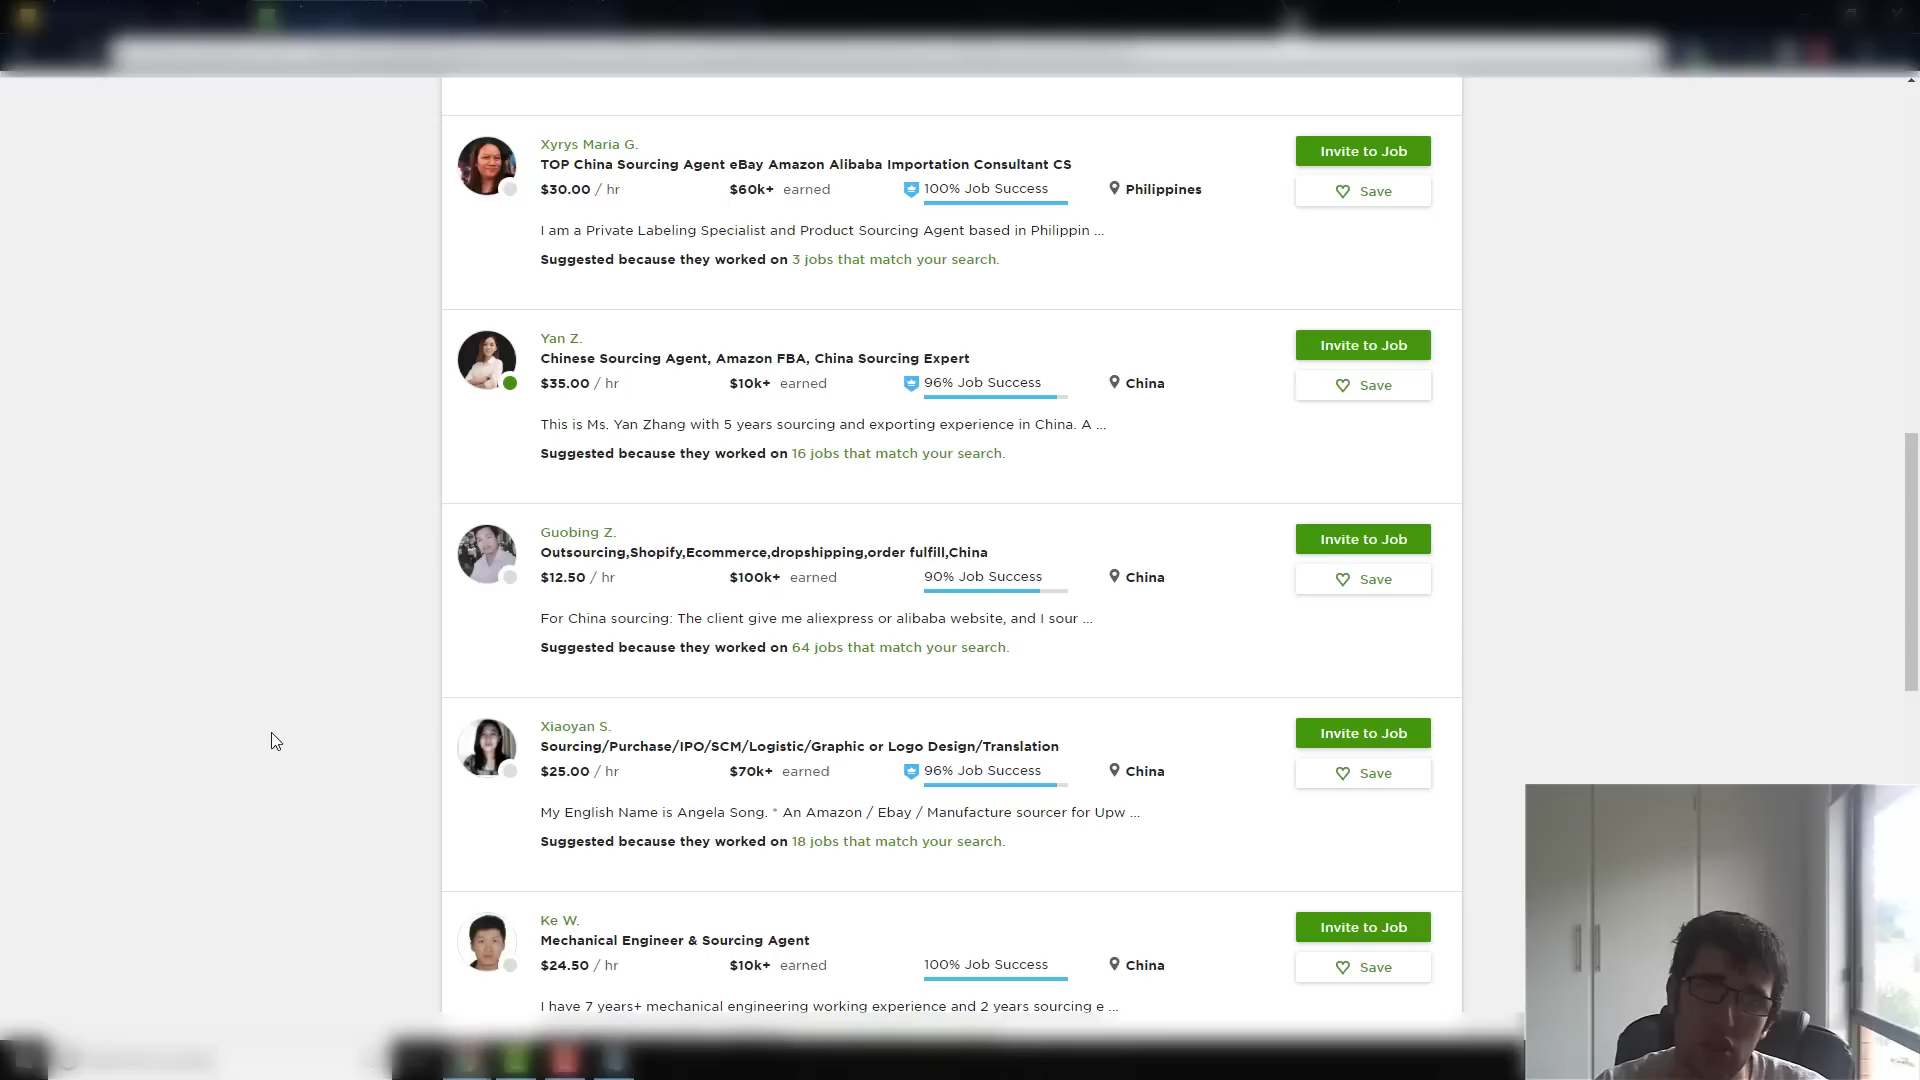 Xyrys Maria G.
TOP China Sourcing Agent eBay Amazon Alibaba Importation Consultant CS
$30.00 / hr $60k+ earned 100% Job Success Philippines
I am a Private Labeling Specialist and Product Sourcing Agent based in Philippin ...
Suggested because they worked on 3 jobs that match your search.
Invite to Job
Save
Yan Z.
Chinese Sourcing Agent, Amazon FBA, China Sourcing Expert
$35.00 / hr $10k+ earned 96% Job Success China
This is Ms. Yan Zhang with 5 years sourcing and exporting experience in China. A ...
Suggested because they worked on 16 jobs that match your search.
Invite to Job
Save
Guobing Z.
Outsourcing,Shopify,Ecommerce,dropshipping,order fulfill,China
$12.50 / hr $100k+ earned 90% Job Success China
For China sourcing: The client give me aliexpress or alibaba website, and I sour ...
Suggested because they worked on 64 jobs that match your search.
Invite to Job
Save
Xiaoyan S.
Sourcing/Purchase/IPO/SCM/Logistic/Graphic or Logo Design/Translation
$25.00 / hr $70k+ earned 96% Job Success China
My English Name is Angela Song. * An Amazon / Ebay / Manufacture sourcer for Upw ...
Suggested because they worked on 18 jobs that match your search.
Invite to Job
Save
Ke W.
Mechanical Engineer & Sourcing Agent
$24.50 / hr $10k+ earned 100% Job Success China
I have 7 years+ mechanical engineering working experience and 2 years sourcing e ...
Invite to Job
Save